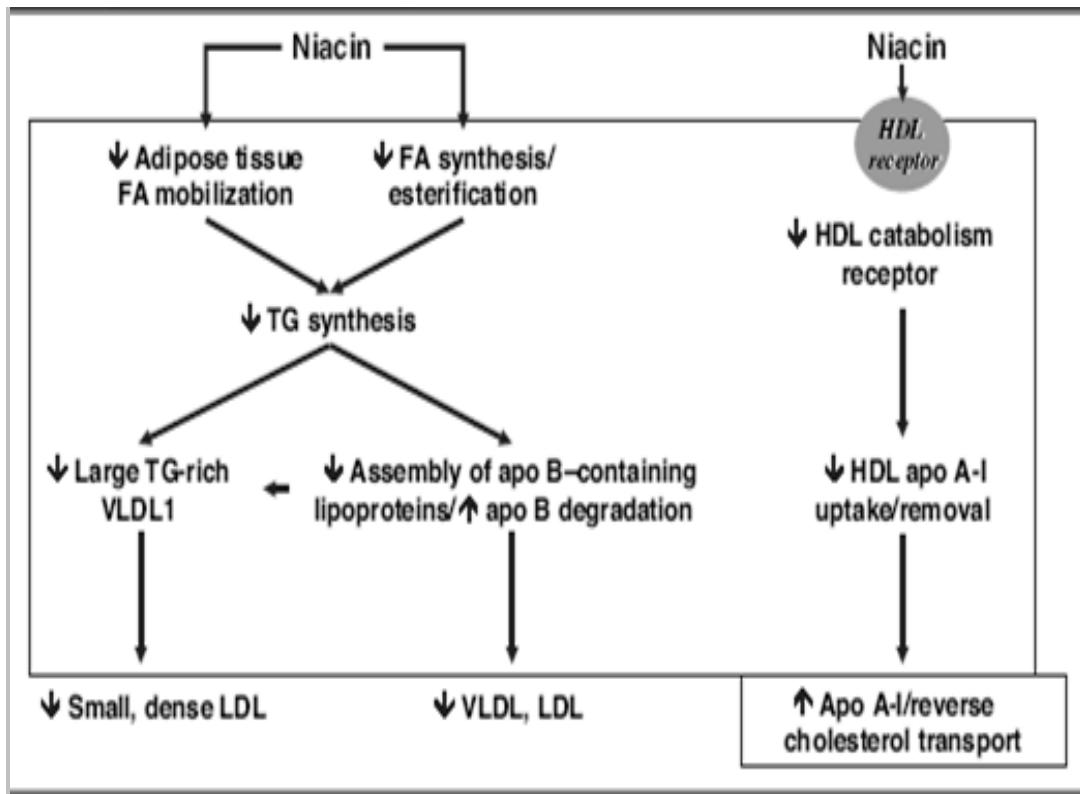 Niacin
Niacin
HDL
receptor
↓ Adipose tissue
FA mobilization
↓ FA synthesis/
esterification
↓ HDL catabolism
receptor
↓ TG synthesis
↓ Large TG-rich
VLDL1
↓ Assembly of apo B–containing
lipoproteins/↑ apo B degradation
↓ HDL apo A-I
uptake/removal
↓ Small, dense LDL
↓ VLDL, LDL
↑ Apo A-I/reverse
cholesterol transport